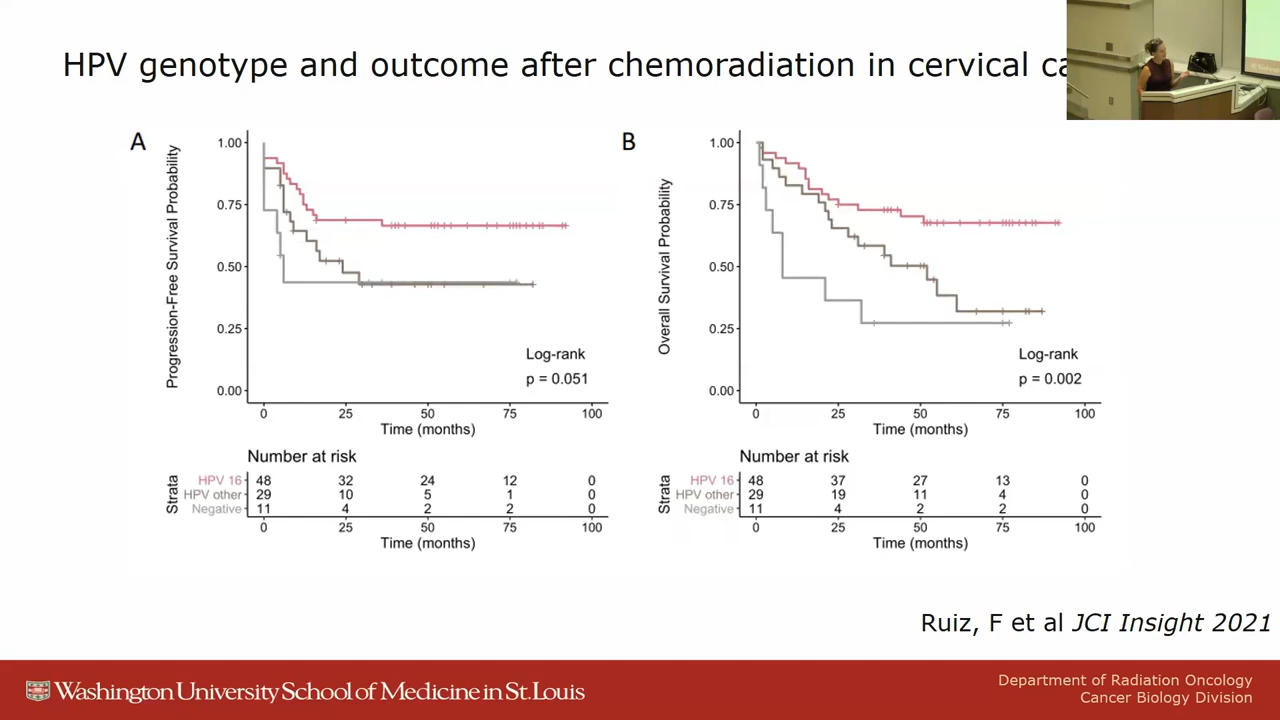 HPV genotype and outcome after chemoradiation in cervical ca
A
Progression-Free Survival Probability
1.00
0.75
0.50
0.25
0.00
Log-rank
p = 0.051
0 25 50 75 100
Time (months)
Number at risk
Strata
HPV 16 48 32 24 12 0
HPV other 29 10 5 1 0
Negative 11 4 2 2 0
0 25 50 75 100
Time (months)
B
Overall Survival Probability
1.00
0.75
0.50
0.25
0.00
Log-rank
p = 0.002
0 25 50 75 100
Time (months)
Number at risk
Strata
HPV 16 48 37 27 13 0
HPV other 29 19 11 4 0
Negative 11 4 2 2 0
0 25 50 75 100
Time (months)
Ruiz, F et al JCI Insight 2021
Washington University School of Medicine in St. Louis
Department of Radiation Oncology
Cancer Biology Division